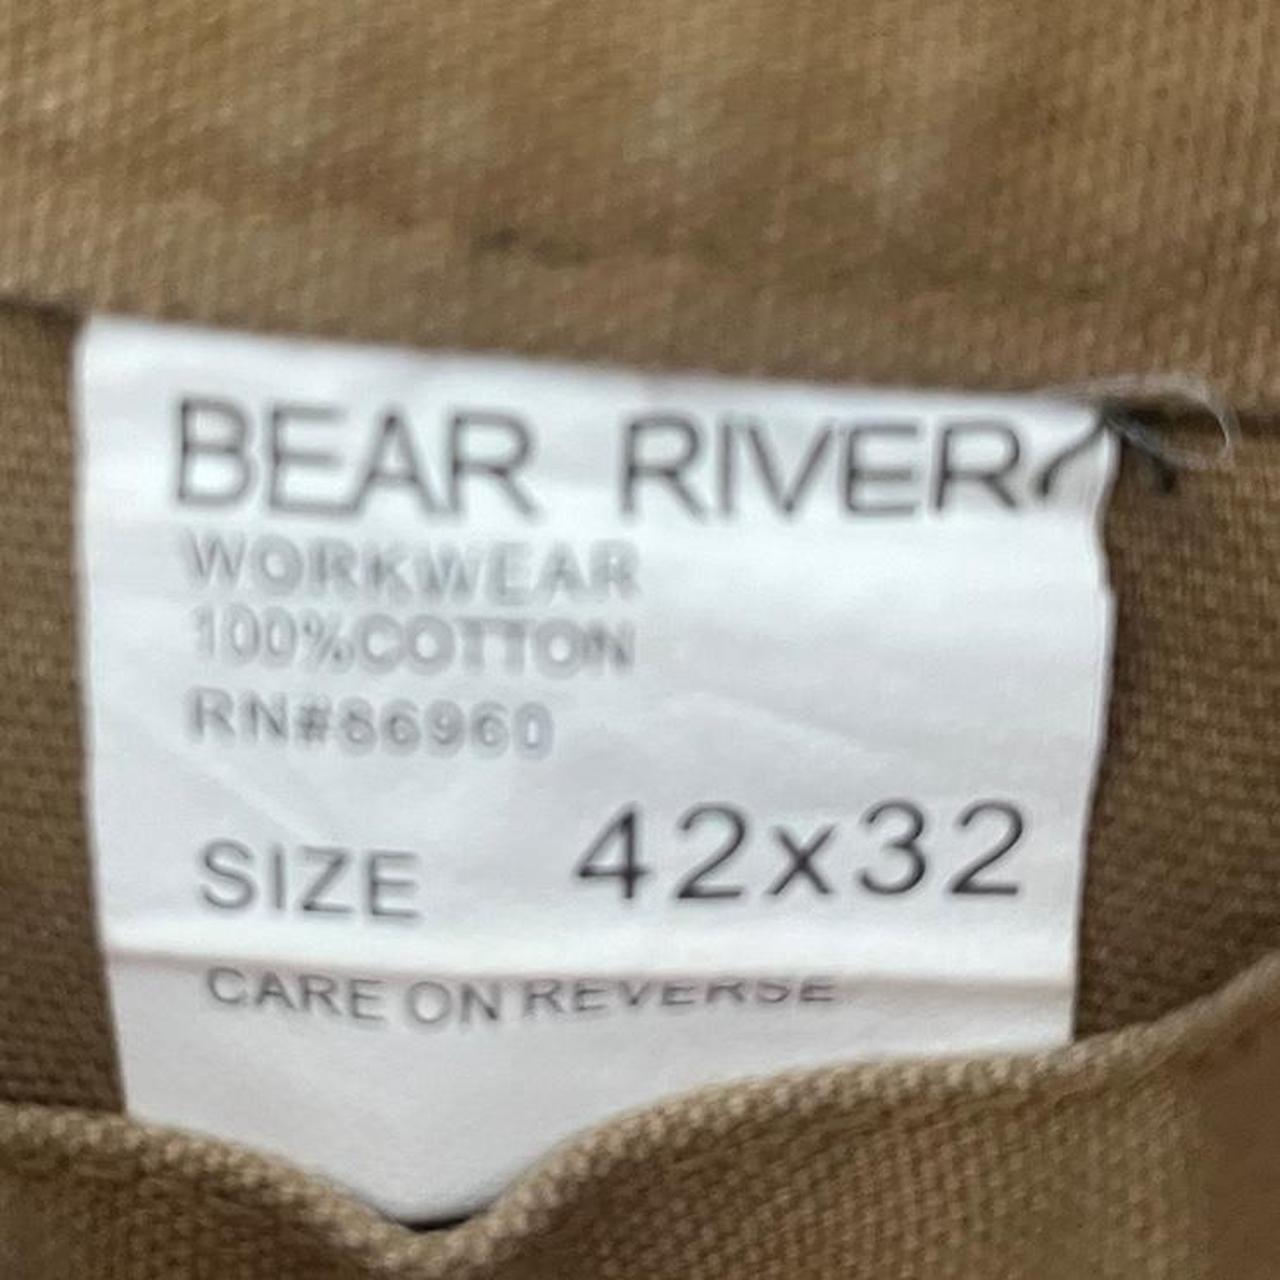 BEAR RIVER
WORKWEAR
100%COTTON
RN#86960
SIZE 42x32
CARE ON REVERSE